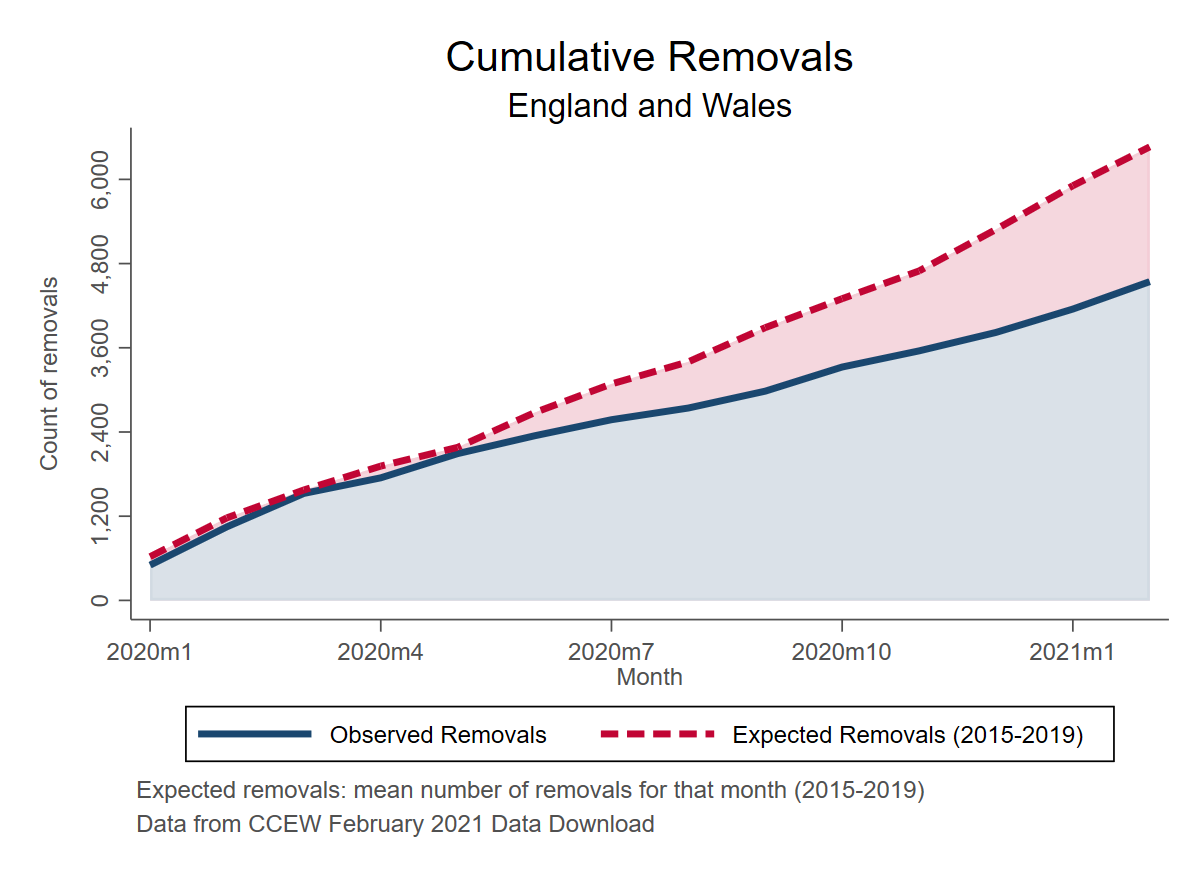 Cumulative Removals
England and Wales
Count of removals
6,000
4,800
3,600
2,400
1,200
0
2020m1 2020m4 2020m7 2020m10 2021m1
Month
Observed Removals Expected Removals (2015-2019)
Expected removals: mean number of removals for that month (2015-2019)
Data from CCEW February 2021 Data Download